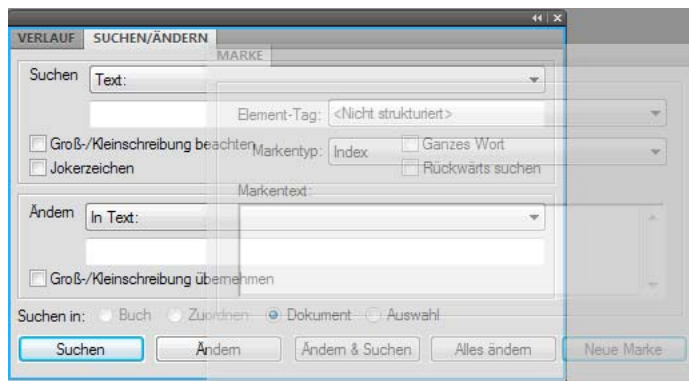 VERLAUF SUCHEN/ÄNDERN
MARKE
Suchen Text:
Element-Tag: <Nicht strukturiert>
Groß-/Kleinschreibung beachten Ganzes Wort
Markentyp: Index
Jokerzeichen Rückwärts suchen
Markentext:
Ändern In Text:
Groß-/Kleinschreibung übernehmen
Suchen in: Buch Zuordnen Dokument Auswahl
Suchen Ändern Ändern & Suchen Alles ändern Neue Marke